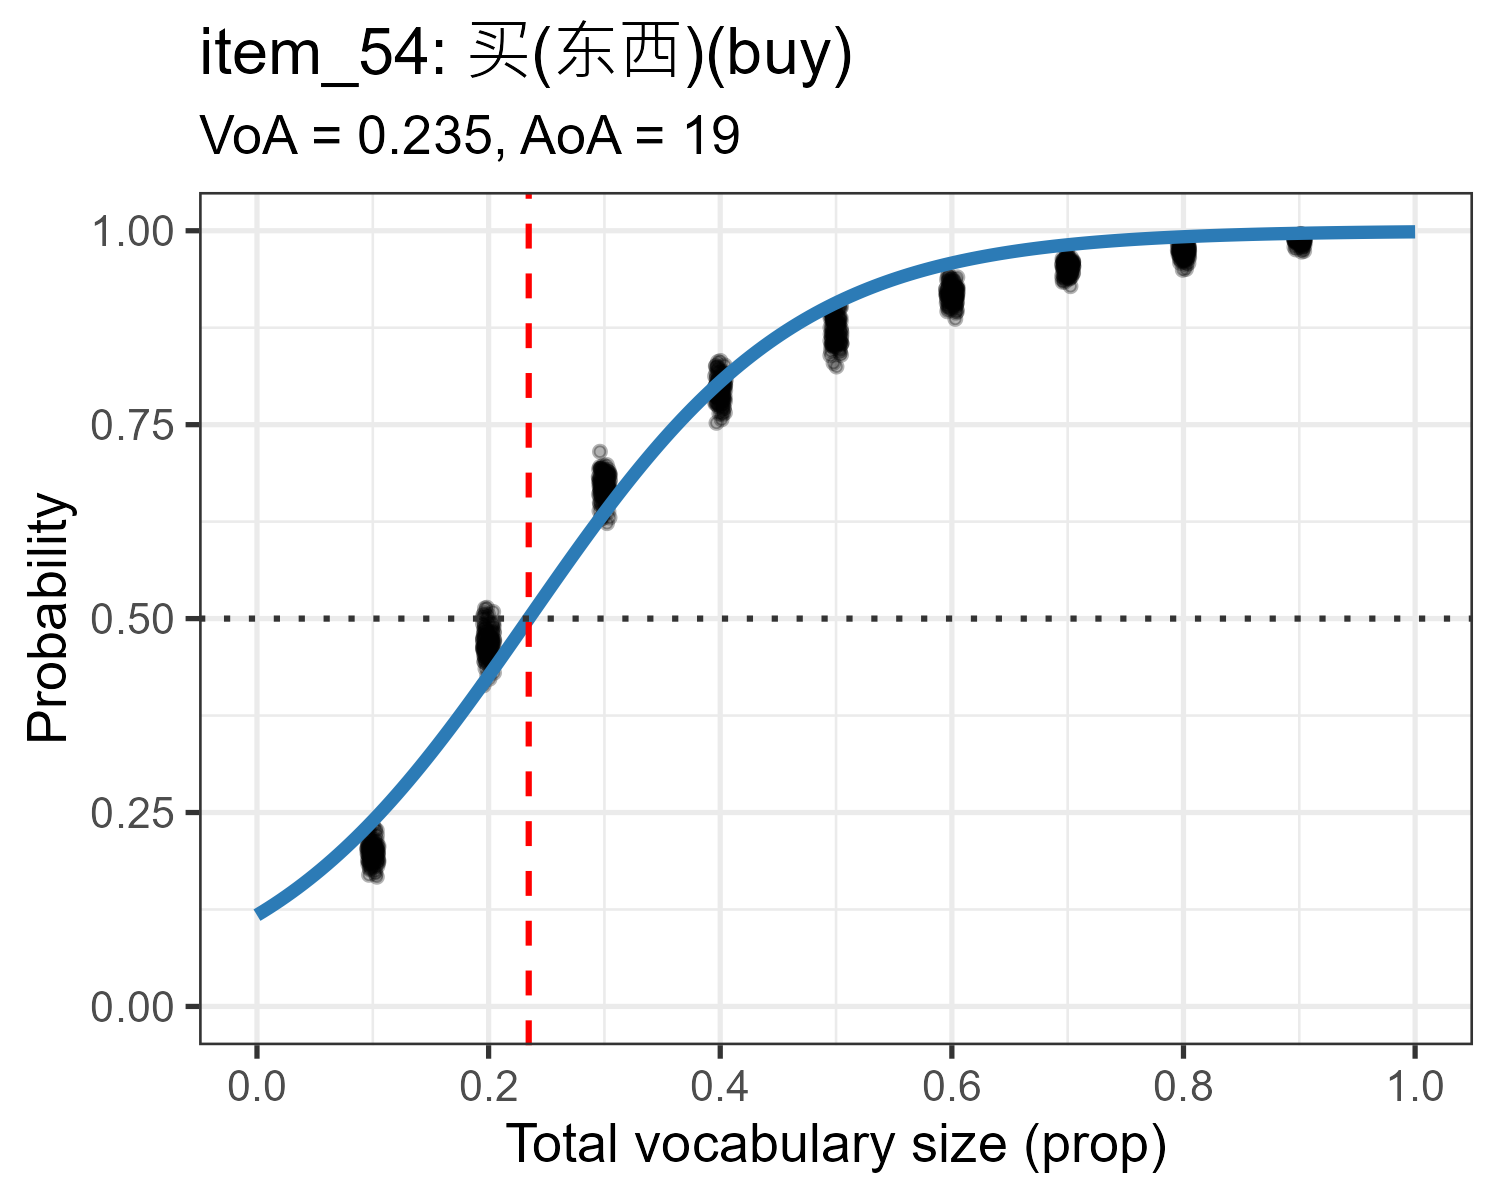 item_54: 买(东西)(buy)
VoA = 0.235, AoA = 19
Probability
1.00
0.75
0.50
0.25
0.00
0.0 0.2 0.4 0.6 0.8 1.0
Total vocabulary size (prop)